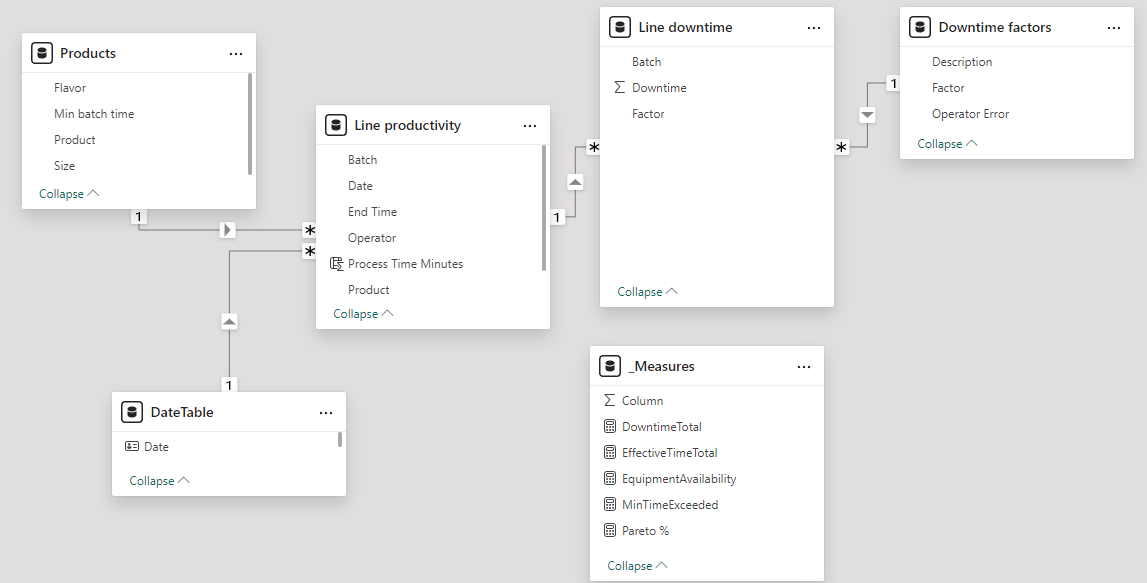 Products
Flavor
Min batch time
Product
Size
Collapse
1
*
Line productivity
Batch
Date
End Time
Operator
Process Time Minutes
Product
Collapse
*
1
DateTable
Date
Collapse
1
*
Line downtime
Batch
Σ Downtime
Factor
Collapse
*
1
Downtime factors
Description
Factor
Operator Error
Collapse
_Measures
Σ Column
DowntimeTotal
EffectiveTimeTotal
EquipmentAvailability
MinTimeExceeded
Pareto %
Collapse